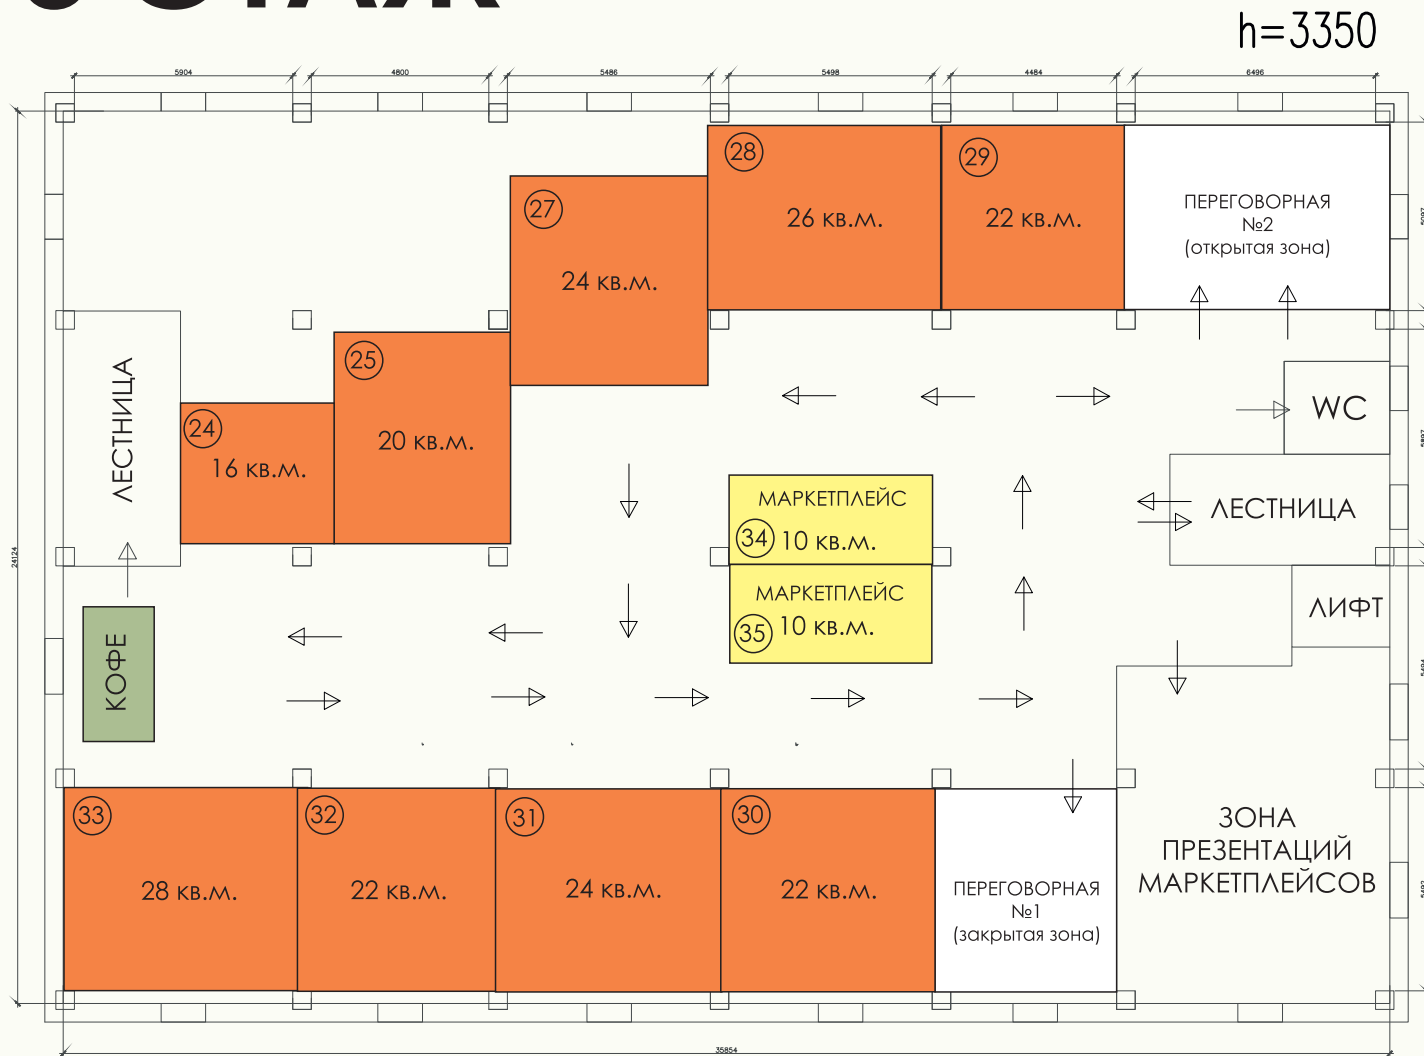 ЭТАЖ
h=3350
5904
4800
5486
5498
4484
6496
28
26 кв.м.
29
22 кв.м.
ПЕРЕГОВОРНАЯ
№2
(открытая зона)
27
24 кв.м.
25
20 кв.м.
24
16 кв.м.
ЛЕСТНИЦА
WC
ЛЕСТНИЦА
ЛИФТ
МАРКЕТПЛЕЙС
34
10 кв.м.
МАРКЕТПЛЕЙС
35
10 кв.м.
24124
КОФЕ
33
28 кв.м.
32
22 кв.м.
31
24 кв.м.
30
22 кв.м.
ПЕРЕГОВОРНАЯ
№1
(закрытая зона)
ЗОНА
ПРЕЗЕНТАЦИЙ
МАРКЕТПЛЕЙСОВ
35854